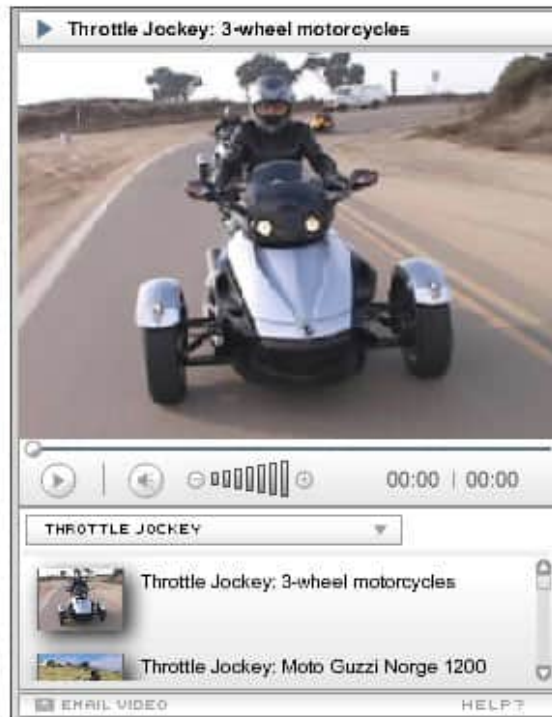 Throttle Jockey: 3-wheel motorcycles
00:00 | 00:00
THROTTLE JOCKEY
Throttle Jockey: 3-wheel motorcycles
Throttle Jockey: Moto Guzzi Norge 1200
EMAIL VIDEO HELP?